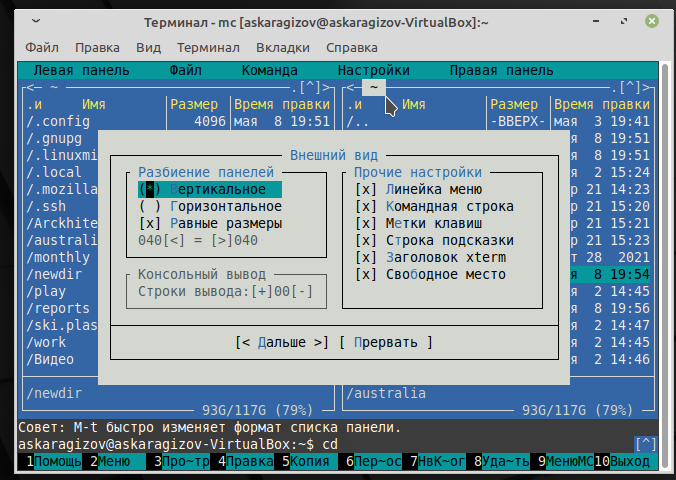 Терминал - mc [askaragizov@askaragizov-VirtualBox]:~
Файл Правка Вид Терминал Вкладки Справка
Левая панель Файл Команда Настройки Правая панель
<─ ~ .[^]> <─ ~ .[^]>
.и Имя Размер Время правки .и Имя Размер Время правки
/.config 4096 мая 8 19:51 /.. -ВВЕРХ- мая 3 19:41
/.gnupg я 8 19:51
/.linuxmi я 8 19:51
/.local я 2 15:24
/.mozilla ор 21 14:23
/.ssh ор 21 15:20
/Arckhite ор 21 15:21
/australi ор 21 15:23
/monthly т 28 2021
/newdir я 8 19:54
/play я 2 14:45
/reports я 8 19:56
/ski.plas я 2 14:47
/work я 2 14:45
/Видео я 2 14:46
Внешний вид
Разбиение панелей
(*) Вертикальное
( ) Горизонтальное
[x] Равные размеры
040[<] = [>]040
Консольный вывод
Строки вывода:[+]00[-]
Прочие настройки
[x] Линейка меню
[x] Командная строка
[x] Метки клавиш
[x] Строка подсказки
[x] Заголовок xterm
[x] Свободное место
[< Дальше >] [ Прервать ]
/newdir /australia
93G/117G (79%) 93G/117G (79%)
Совет: M-t быстро изменяет формат списка панели.
askaragizov@askaragizov-VirtualBox:~$ cd [^]
1Помощь 2Меню 3Про~тр 4Правка 5Копия 6Пер~ос 7НвК~ог 8Уда~ть 9МенюMC 10Выход